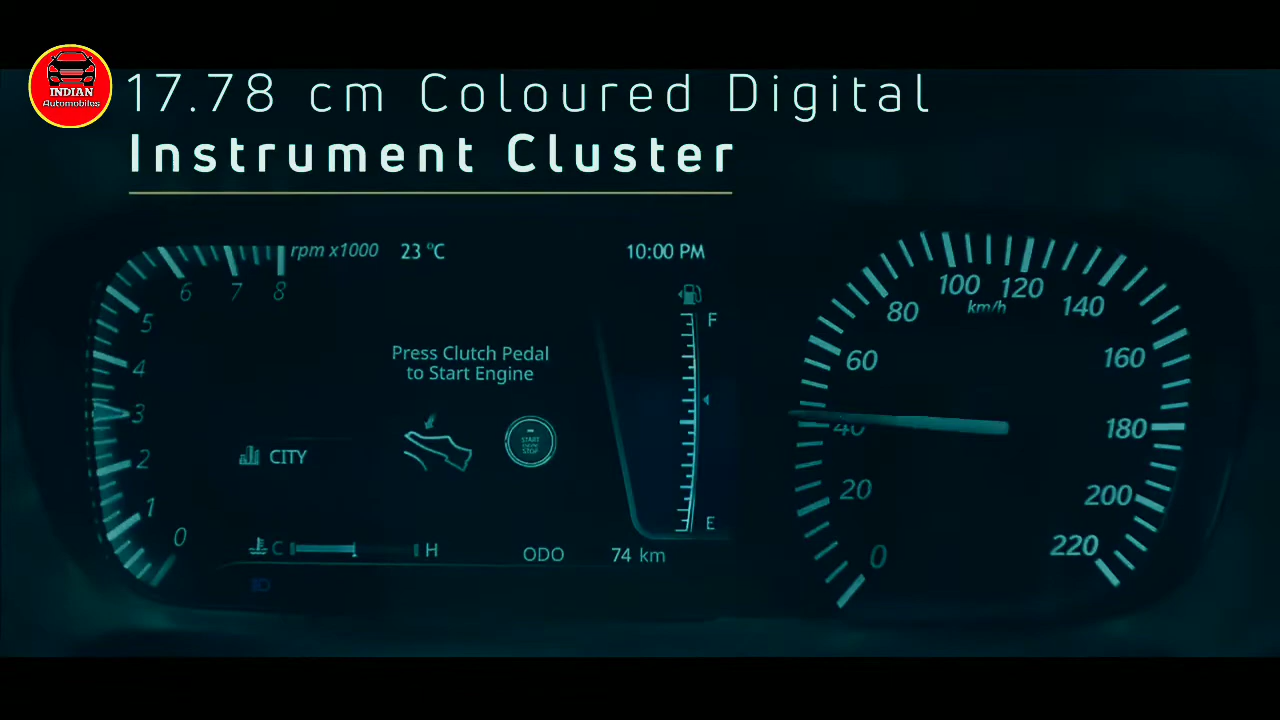 INDIAN
Automobiles
17.78 cm Coloured Digital
Instrument Cluster
rpm x1000
23 °C
10:00 PM
6 7 8
5
4
3
2
1
0
F
Press Clutch Pedal
to Start Engine
START
STOP
CITY
E
C H
ODO 74 km
0
20
40
60
80
100
120
140
160
180
200
220
km/h